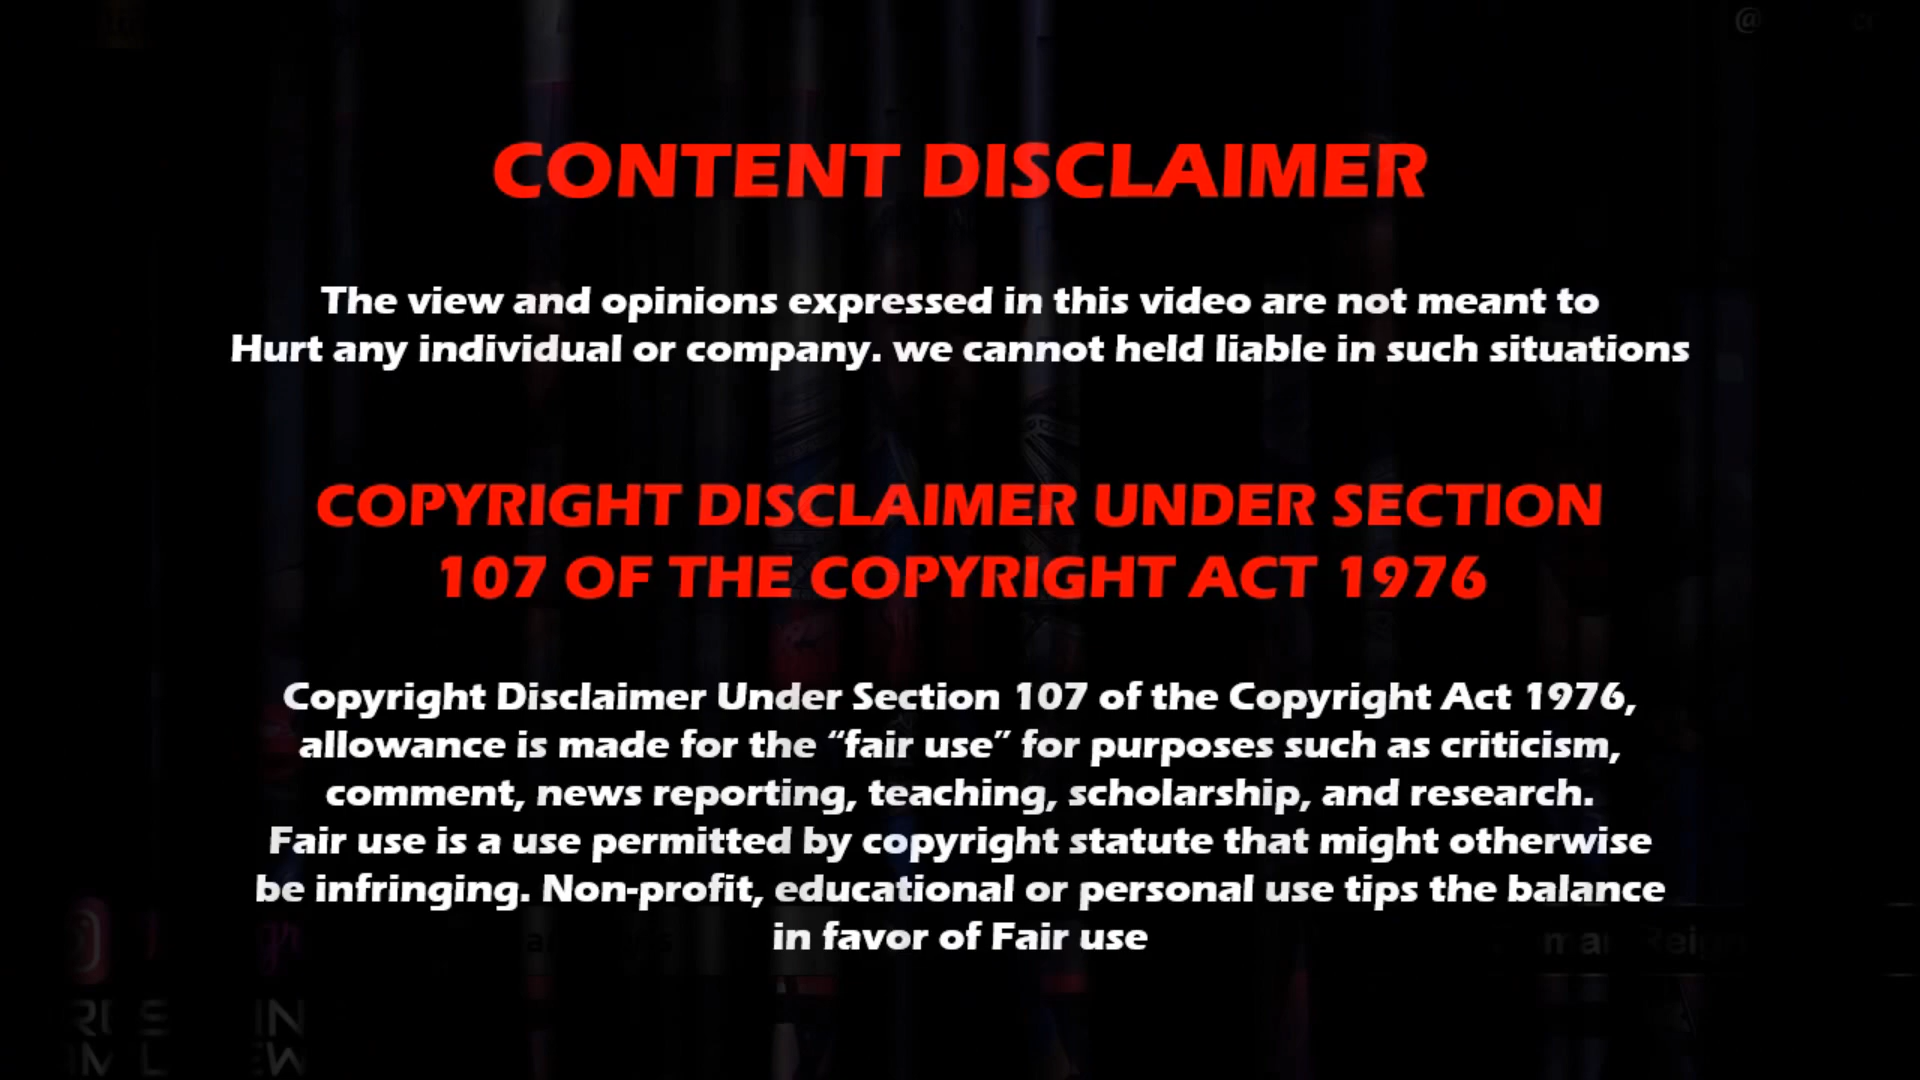 CONTENT DISCLAIMER
The view and opinions expressed in this video are not meant to
Hurt any individual or company. we cannot held liable in such situations
COPYRIGHT DISCLAIMER UNDER SECTION
107 OF THE COPYRIGHT ACT 1976
Copyright Disclaimer Under Section 107 of the Copyright Act 1976,
allowance is made for the “fair use” for purposes such as criticism,
comment, news reporting, teaching, scholarship, and research.
Fair use is a use permitted by copyright statute that might otherwise
be infringing. Non-profit, educational or personal use tips the balance
in favor of Fair use